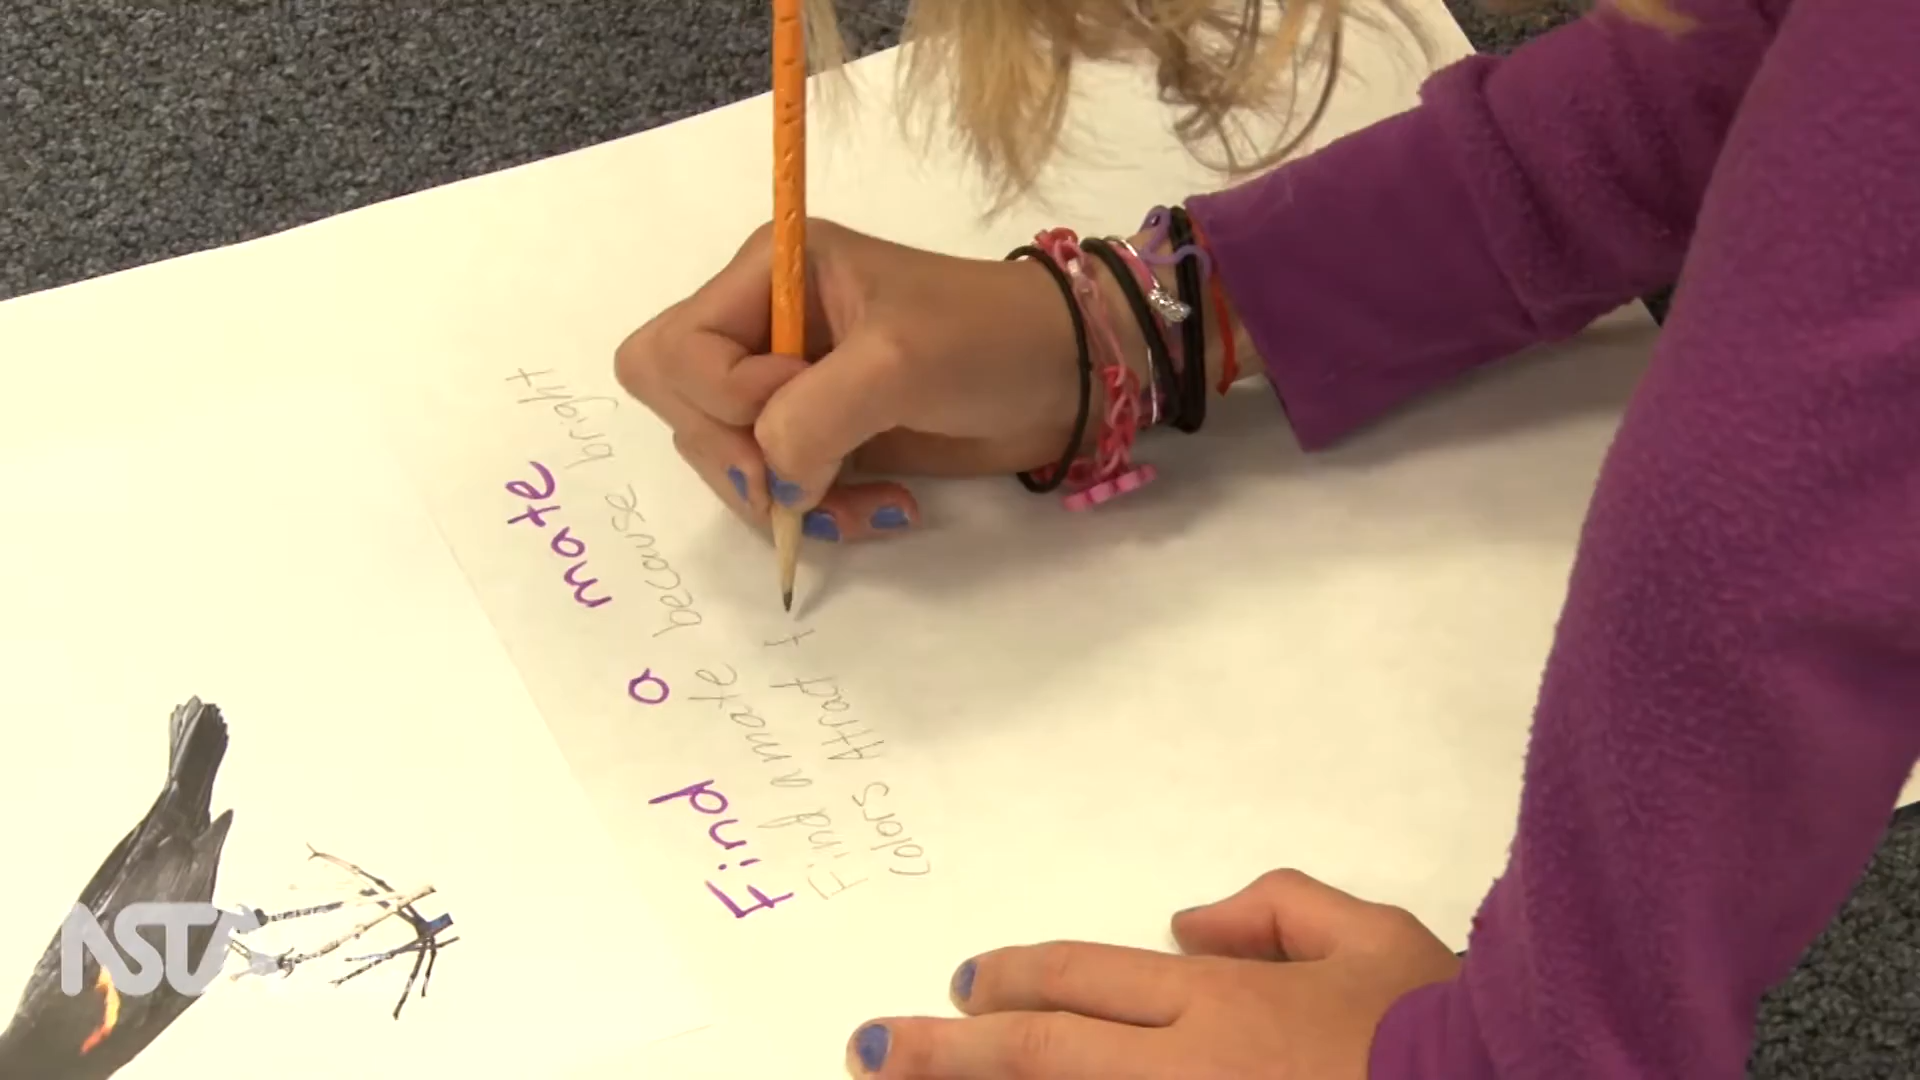 Find a mate
Find a mate because bright
colors Attract t
NSTA